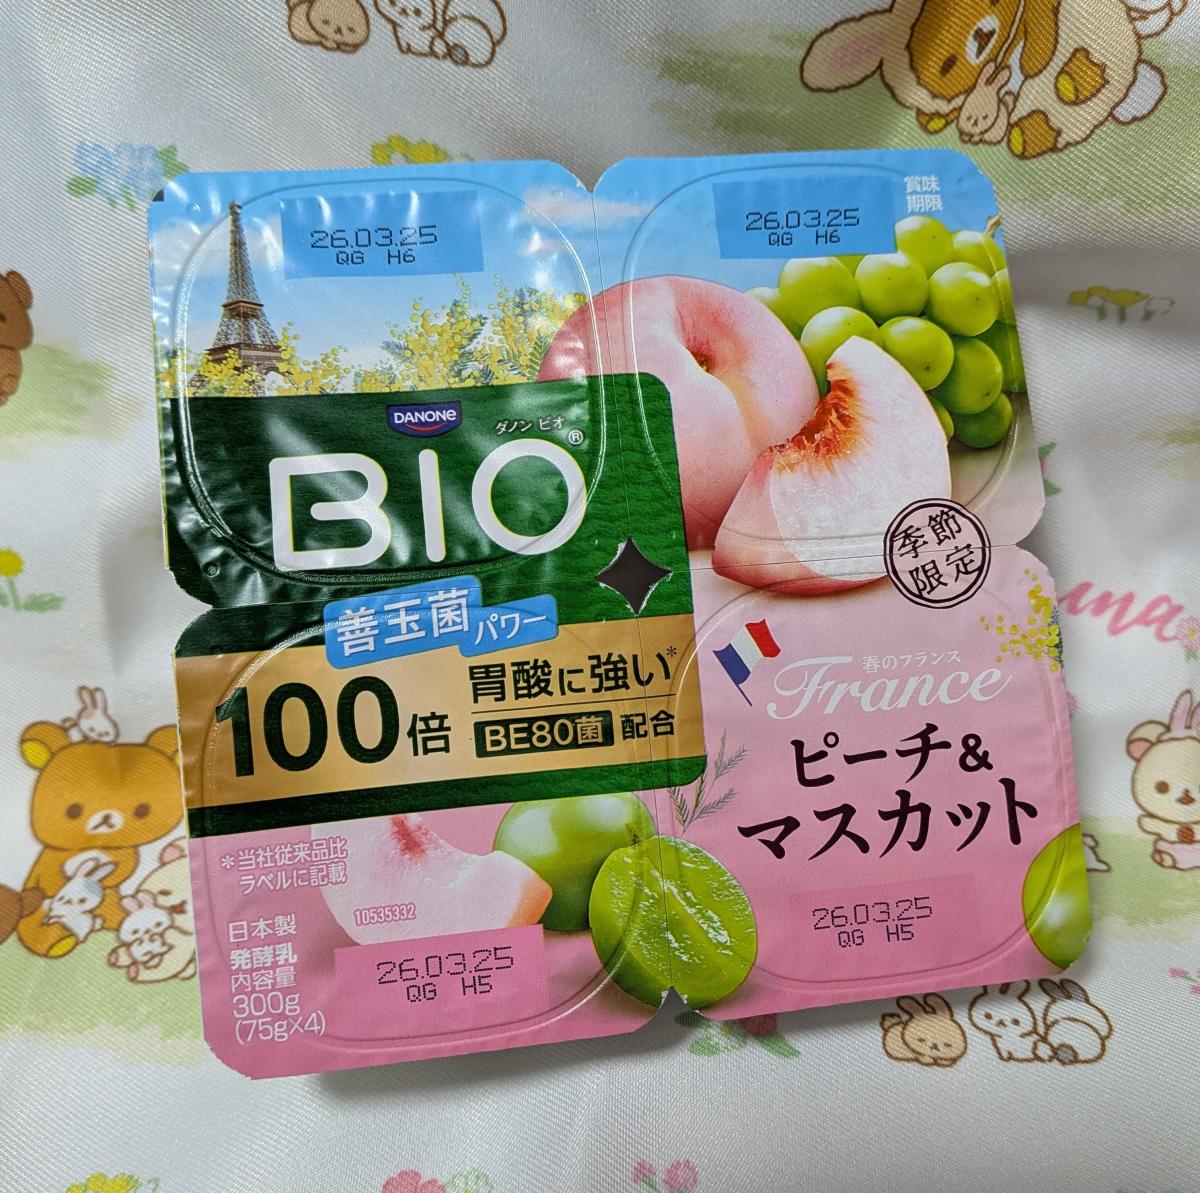 26.03.25
QG H6
26.03.25
QG H6
賞味
期限
DANONE
ダノン ビオ
BIO®
善玉菌パワー
100倍
胃酸に強い*
BE80菌 配合
季節
限定
春のフランス
France
ピーチ&
マスカット
*当社従来品比
ラベルに記載
10535332
日本製
発酵乳
内容量
300g
(75g×4)
26.03.25
QG H5
26.03.25
QG H5